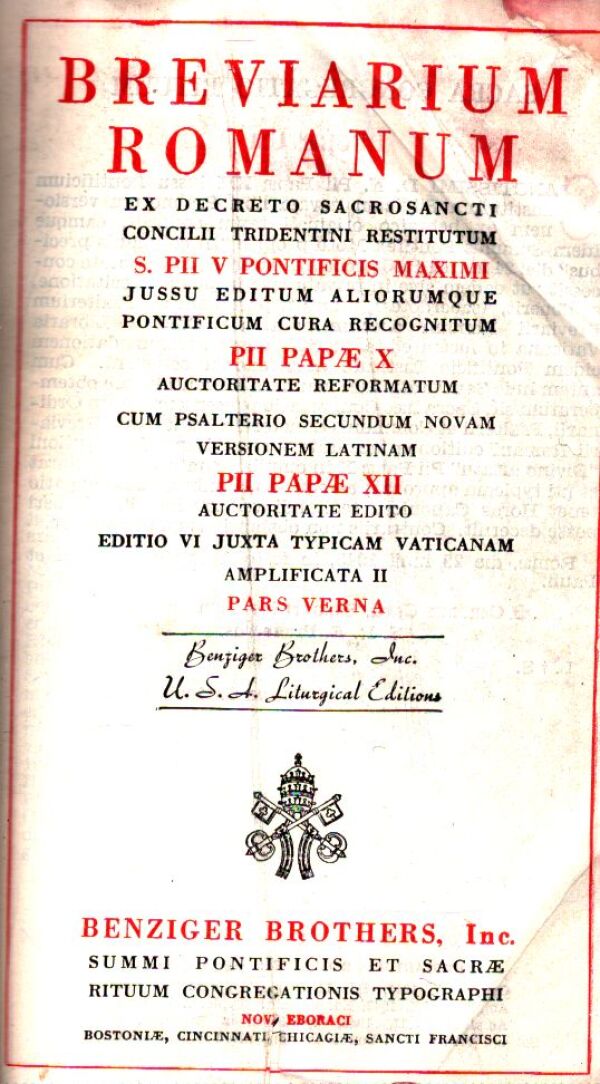 BREVIARIUM
ROMANUM
EX DECRETO SACROSANCTI
CONCILII TRIDENTINI RESTITUTUM
S. PII V PONTIFICIS MAXIMI
JUSSU EDITUM ALIORUMQUE
PONTIFICUM CURA RECOGNITUM
PII PAPÆ X
AUCTORITATE REFORMATUM
CUM PSALTERIO SECUNDUM NOVAM
VERSIONEM LATINAM
PII PAPÆ XII
AUCTORITATE EDITO
EDITIO VI JUXTA TYPICAM VATICANAM
AMPLIFICATA II
PARS VERNA
Benziger Brothers, Inc.
U. S. A. Liturgical Editions
BENZIGER BROTHERS, Inc.
SUMMI PONTIFICIS ET SACRÆ
RITUUM CONGREGATIONIS TYPOGRAPHI
NOVI EBORACI
BOSTONIÆ, CINCINNATI, CHICAGIÆ, SANCTI FRANCISCI